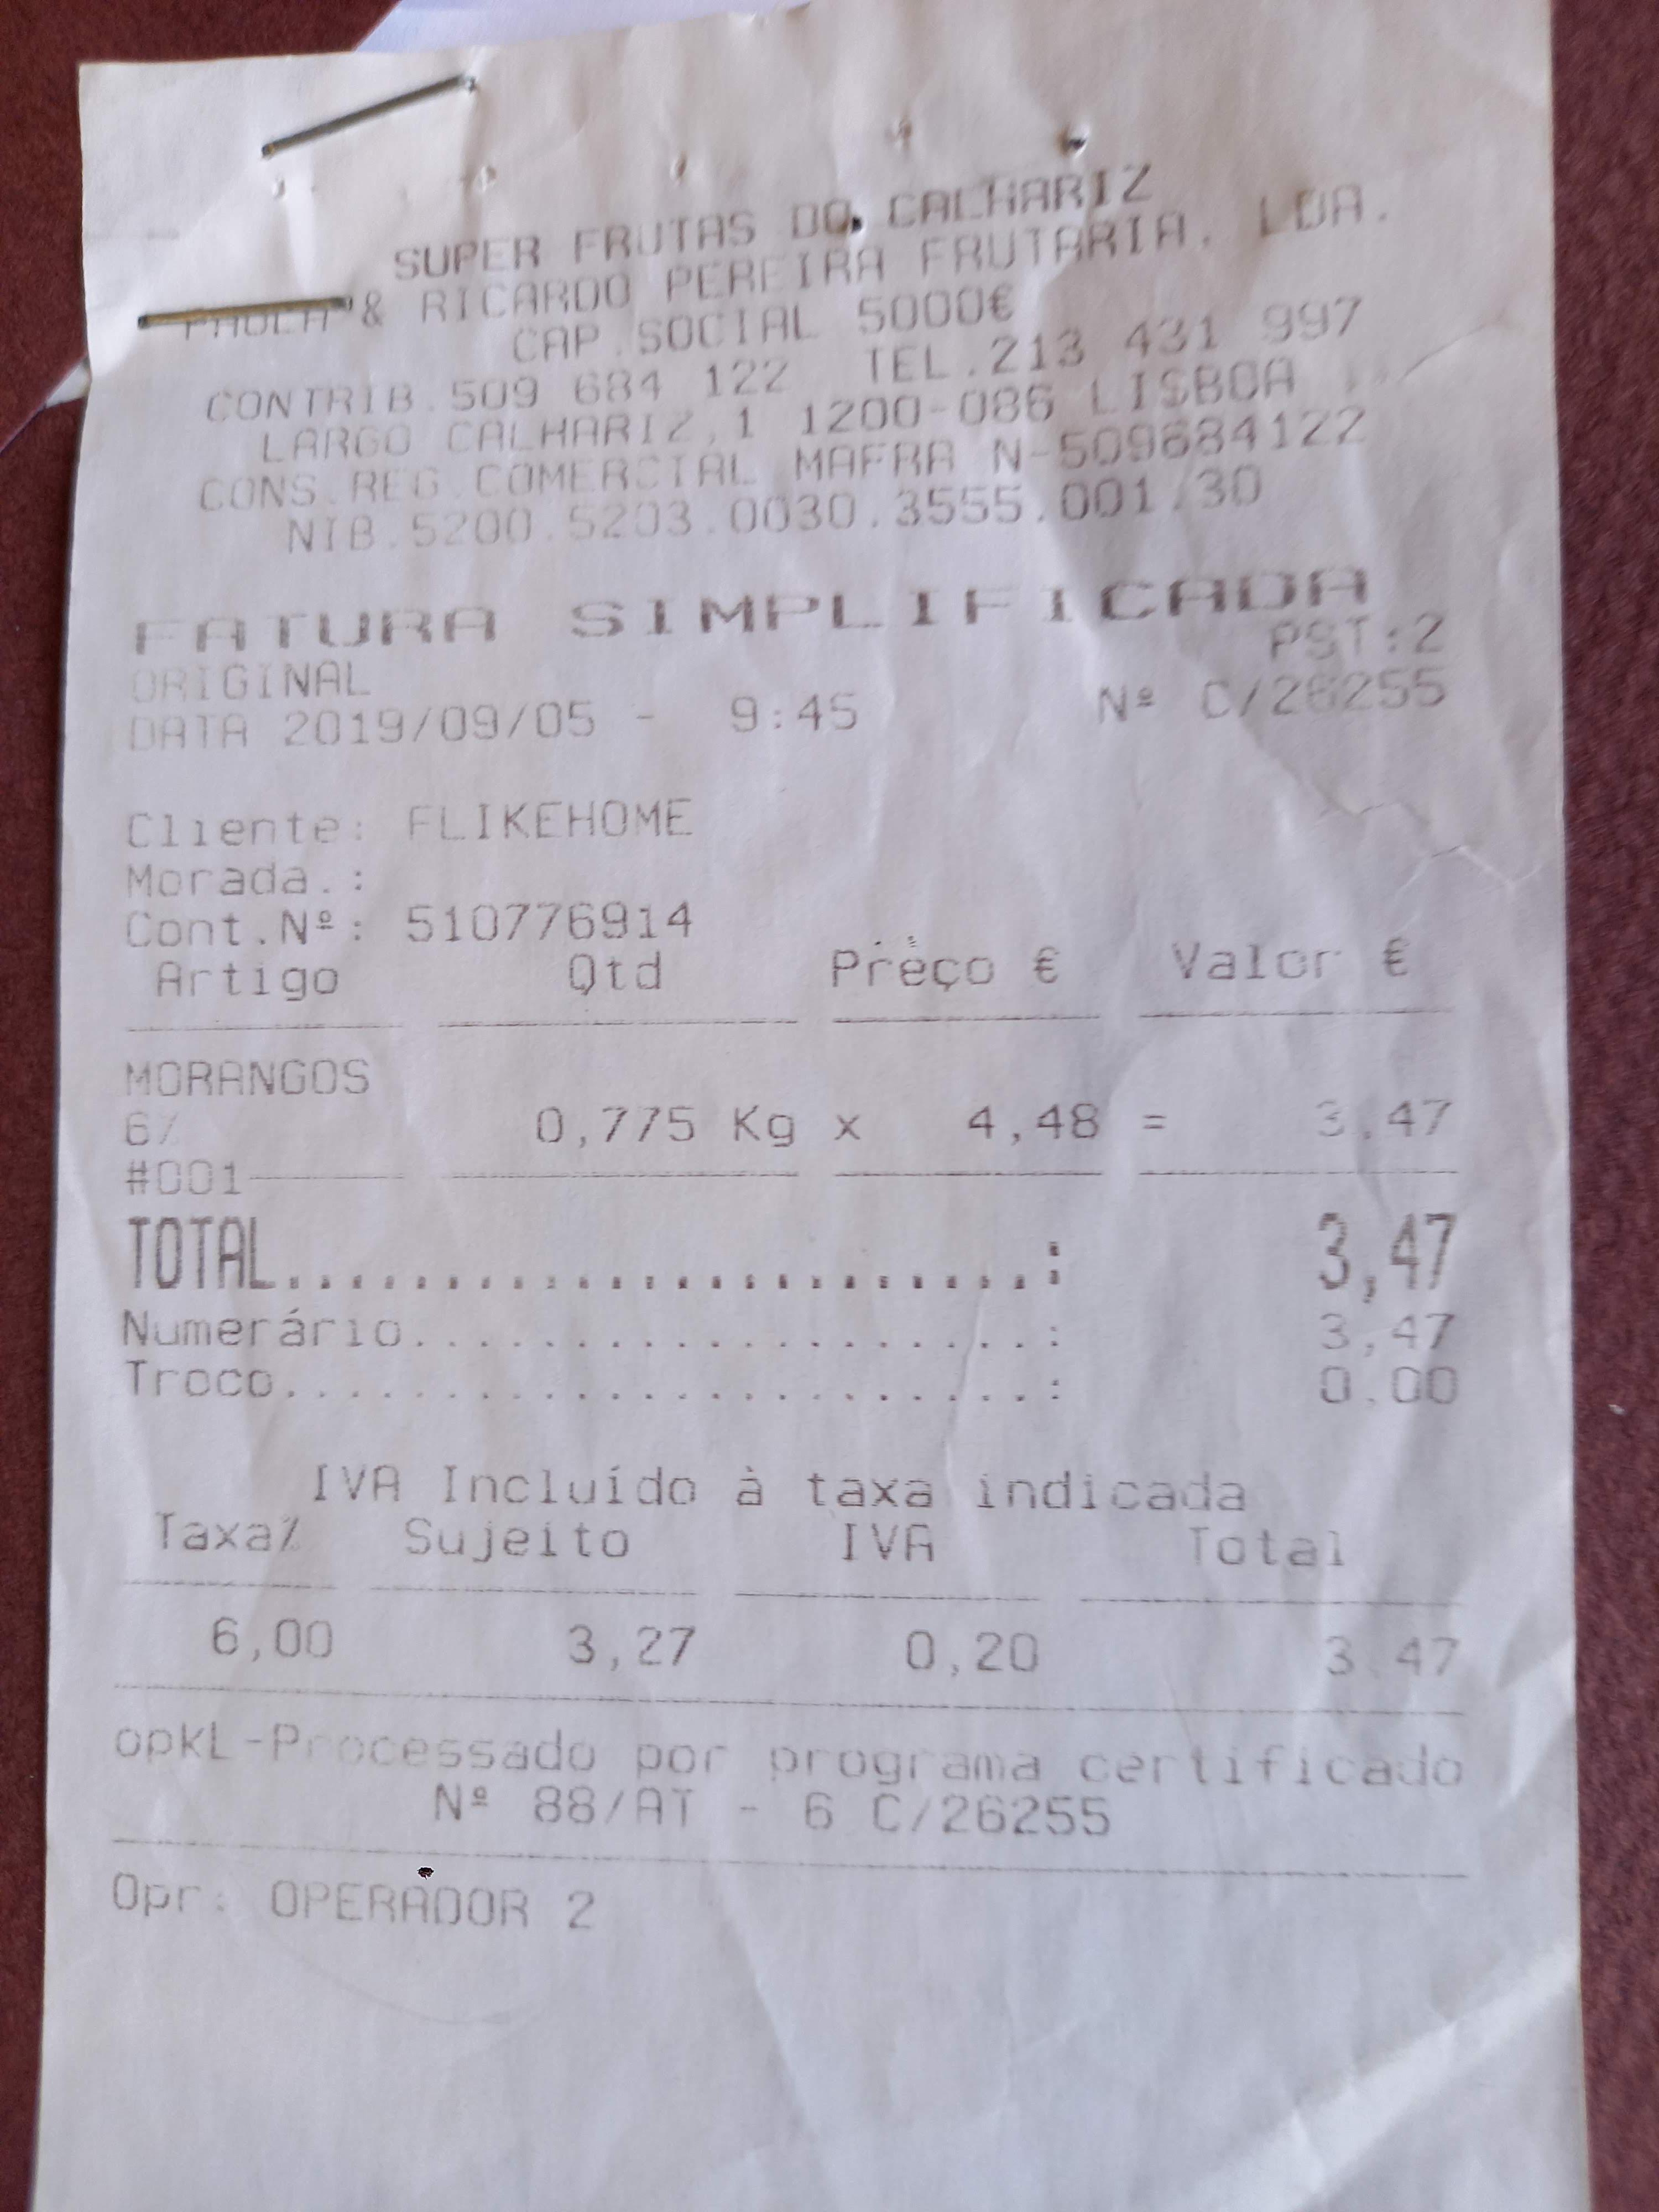 SUPER FRUTAS DO CALHARIZ
PAULA & RICARDO PEREIRA FRUTARIA, LDA.
CAP.SOCIAL 5000€
CONTRIB.509 684 122 TEL.213 431 997
LARGO CALHARIZ,1 1200-086 LISBOA
CONS.REG.COMERCIAL MAFRA N-509684122
NIB.5200.5203.0030.3555.001.30
FATURA SIMPLIFICADA
ORIGINAL PST:2
DATA 2019/09/05 - 9:45 Nº C/26255
Cliente: FLIKEHOME
Morada.:
Cont.Nº: 510776914
Artigo Qtd Preço € Valor €
MORANGOS
6% 0,775 Kg x 4,48 = 3,47
#001
TOTAL.........................: 3,47
Numerário.....................: 3,47
Troco.........................: 0.00
IVA Incluído à taxa indicada
Taxa% Sujeito IVA Total
6,00 3,27 0,20 3,47
opkL-Processado por programa certificado
Nº 88/AT - 6 C/26255
Opr: OPERADOR 2